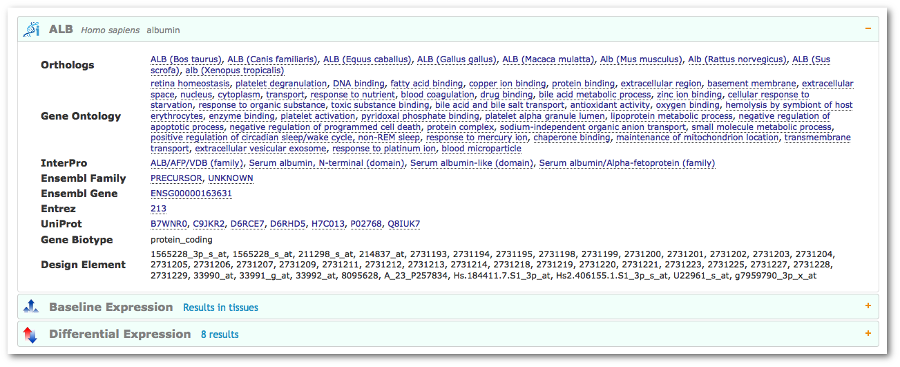 ALB Homo sapiens albumin −
Orthologs ALB (Bos taurus), ALB (Canis familiaris), ALB (Equus caballus), ALB (Gallus gallus), ALB (Macaca mulatta), Alb (Mus musculus), Alb (Rattus norvegicus), ALB (Sus
scrofa), alb (Xenopus tropicalis)
retina homeostasis, platelet degranulation, DNA binding, fatty acid binding, copper ion binding, protein binding, extracellular region, basement membrane, extracellular
space, nucleus, cytoplasm, transport, response to nutrient, blood coagulation, drug binding, bile acid metabolic process, zinc ion binding, cellular response to
starvation, response to organic substance, toxic substance binding, bile acid and bile salt transport, antioxidant activity, oxygen binding, hemolysis by symbiont of host
Gene Ontology erythrocytes, enzyme binding, platelet activation, pyridoxal phosphate binding, platelet alpha granule lumen, lipoprotein metabolic process, negative regulation of
apoptotic process, negative regulation of programmed cell death, protein complex, sodium-independent organic anion transport, small molecule metabolic process,
positive regulation of circadian sleep/wake cycle, non-REM sleep, response to mercury ion, chaperone binding, maintenance of mitochondrion location, transmembrane
transport, extracellular vesicular exosome, response to platinum ion, blood microparticle
InterPro ALB/AFP/VDB (family), Serum albumin, N-terminal (domain), Serum albumin-like (domain), Serum albumin/Alpha-fetoprotein (family)
Ensembl Family PRECURSOR, UNKNOWN
Ensembl Gene ENSG00000163631
Entrez 213
UniProt B7WNR0, C9JKR2, D6RCE7, D6RHD5, H7C013, P02768, Q8IUK7
Gene Biotype protein_coding
1565228_3p_s_at, 1565228_s_at, 211298_s_at, 214837_at, 2731193, 2731194, 2731195, 2731198, 2731199, 2731200, 2731201, 2731202, 2731203, 2731204,
Design Element 2731205, 2731206, 2731207, 2731209, 2731211, 2731212, 2731213, 2731214, 2731218, 2731219, 2731220, 2731221, 2731223, 2731225, 2731227, 2731228,
2731229, 33990_at, 33991_g_at, 33992_at, 8095628, A_23_P257834, Hs.184411.7.S1_3p_at, Hs2.406155.1.S1_3p_s_at, U22961_s_at, g7959790_3p_x_at
Baseline Expression Results in tissues +
Differential Expression 8 results +